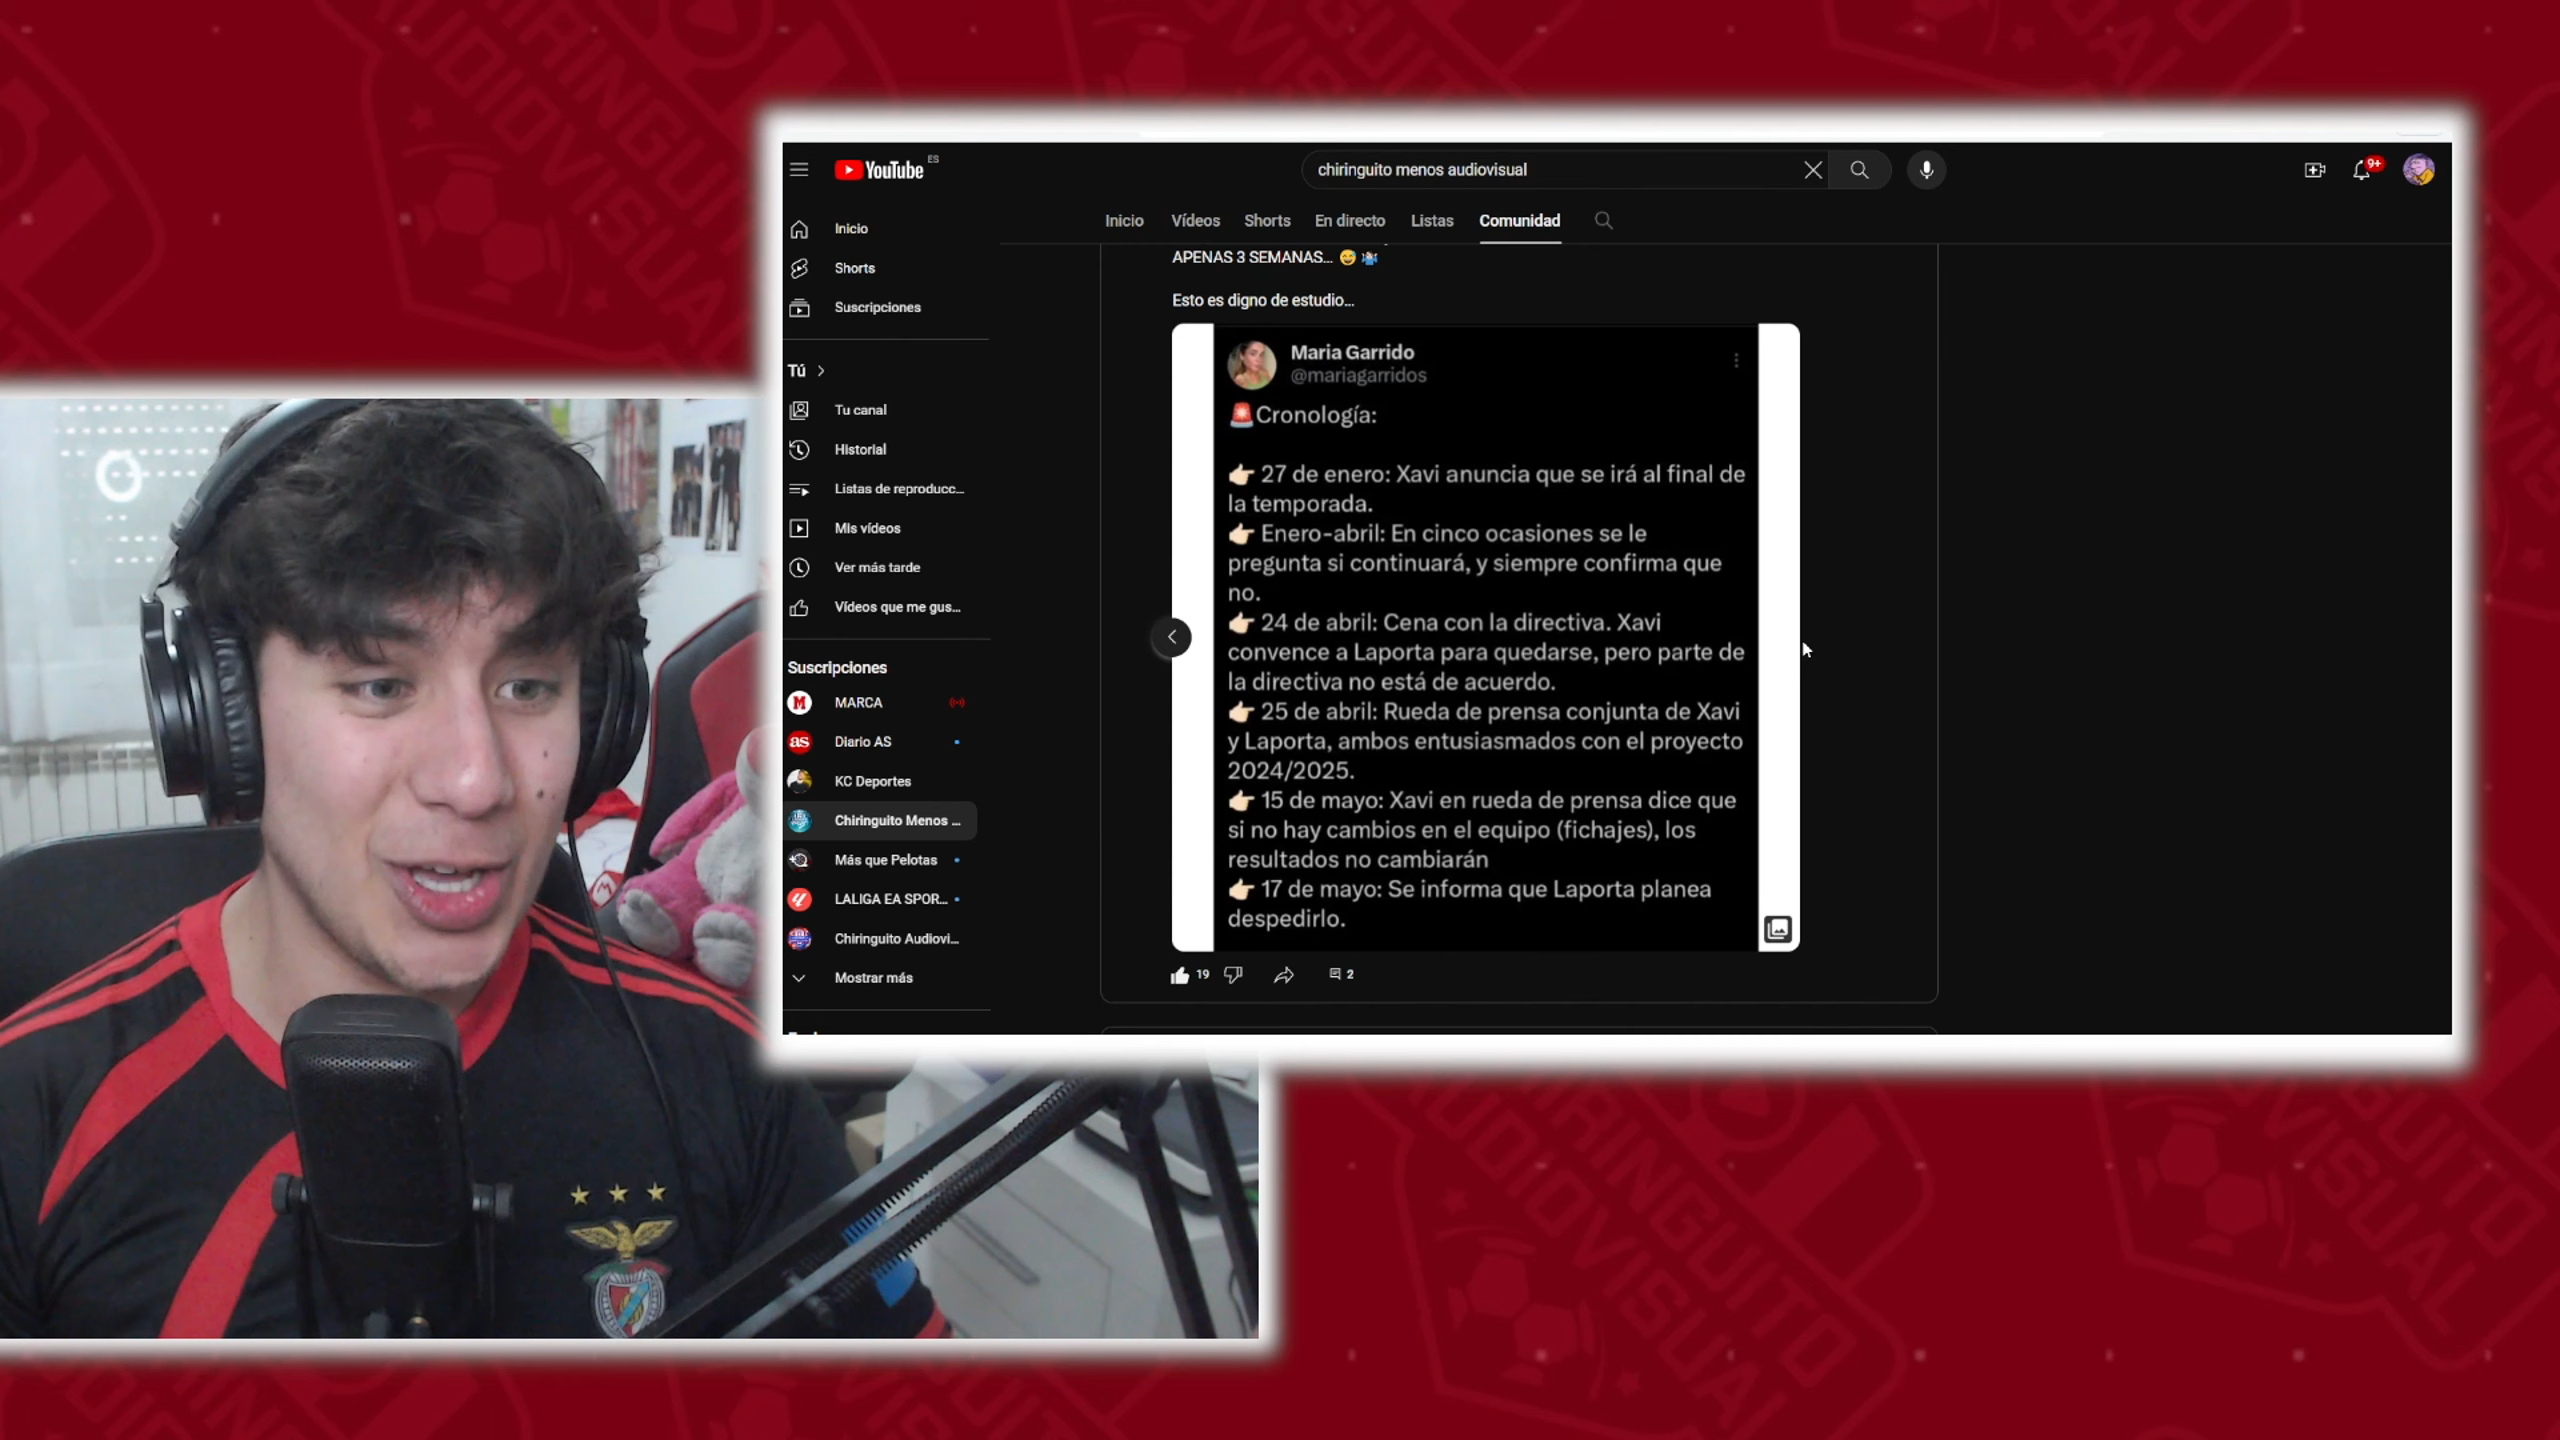 YouTube ES
chiringuito menos audiovisual
9+
Inicio
Shorts
Suscripciones
Tú
Tu canal
Historial
Listas de reproducc...
Mis vídeos
Ver más tarde
Vídeos que me gus...
Suscripciones
MARCA
Diario AS
KC Deportes
Chiringuito Menos ...
Más que Pelotas
LALIGA EA SPOR...
Chiringuito Audiovi...
Mostrar más
Inicio Vídeos Shorts En directo Listas Comunidad
APENAS 3 SEMANAS... 😅 🤷
Esto es digno de estudio...
Maria Garrido
@mariagarridos
🚨Cronología:
👉🏻 27 de enero: Xavi anuncia que se irá al final de
la temporada.
👉🏻 Enero-abril: En cinco ocasiones se le
pregunta si continuará, y siempre confirma que
no.
👉🏻 24 de abril: Cena con la directiva. Xavi
convence a Laporta para quedarse, pero parte de
la directiva no está de acuerdo.
👉🏻 25 de abril: Rueda de prensa conjunta de Xavi
y Laporta, ambos entusiasmados con el proyecto
2024/2025.
👉🏻 15 de mayo: Xavi en rueda de prensa dice que
si no hay cambios en el equipo (fichajes), los
resultados no cambiarán
👉🏻 17 de mayo: Se informa que Laporta planea
despedirlo.
19
2
CHIRINGUITO
AUDIOVISUAL